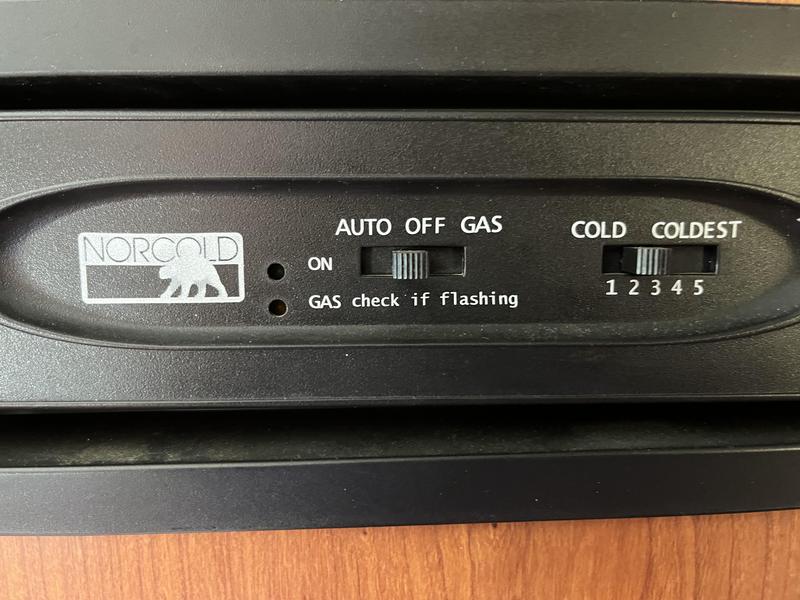 NORCOLD
AUTO OFF GAS
ON
GAS check if flashing
COLD COLDEST
1 2 3 4 5